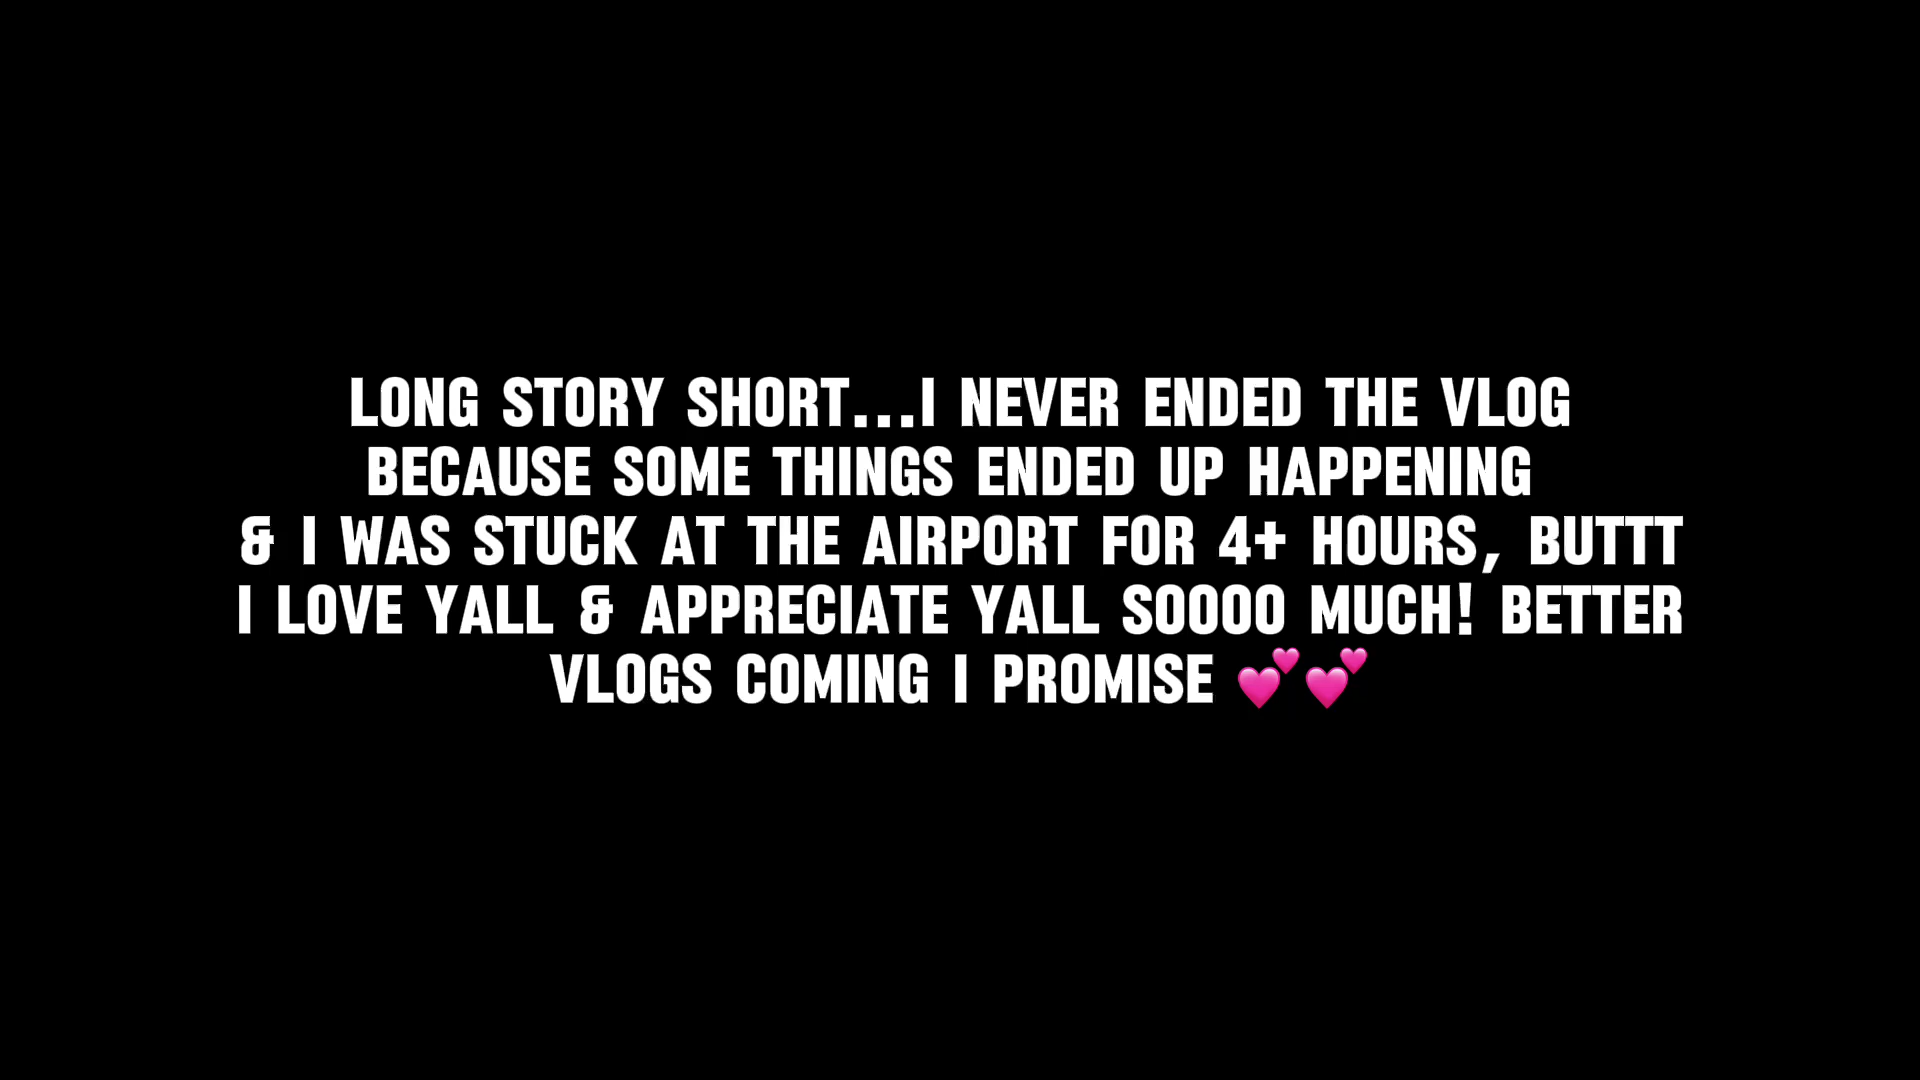 LONG STORY SHORT...I NEVER ENDED THE VLOG
BECAUSE SOME THINGS ENDED UP HAPPENING
& I WAS STUCK AT THE AIRPORT FOR 4+ HOURS, BUTTT
I LOVE YALL & APPRECIATE YALL SOOOO MUCH! BETTER
VLOGS COMING I PROMISE 💕💕